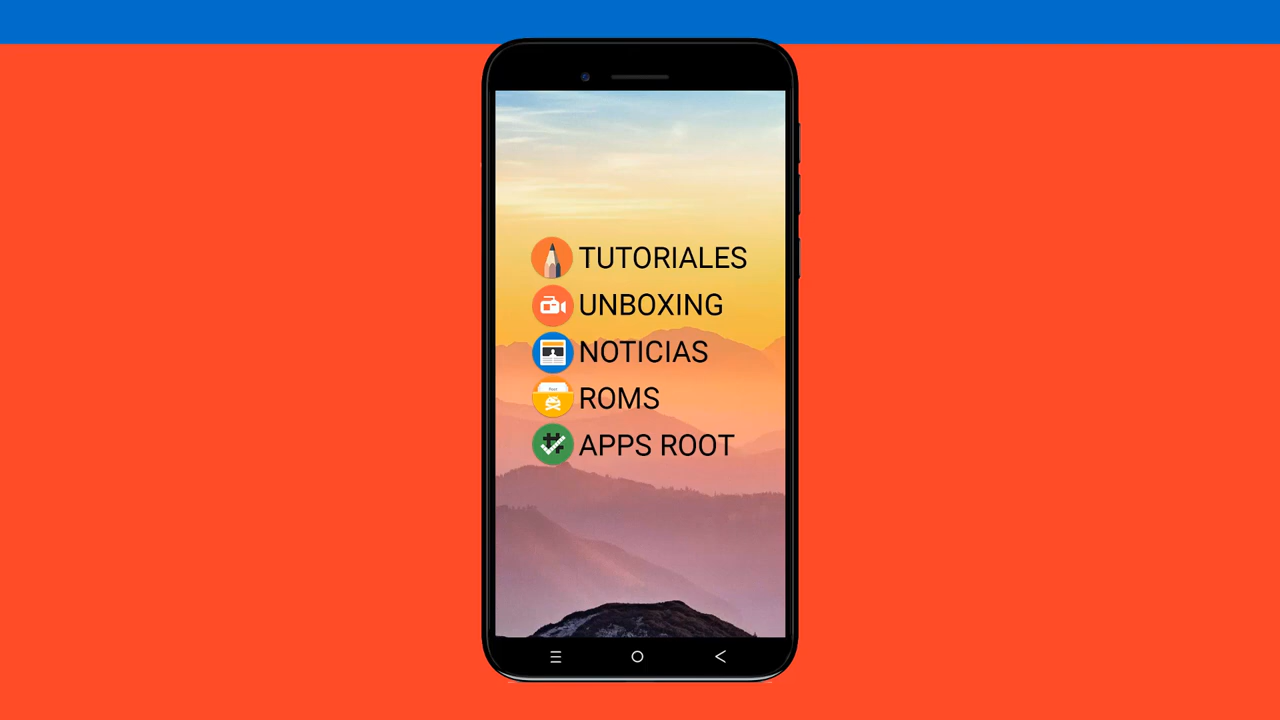 TUTORIALES
UNBOXING
NOTICIAS
ROMS
APPS ROOT